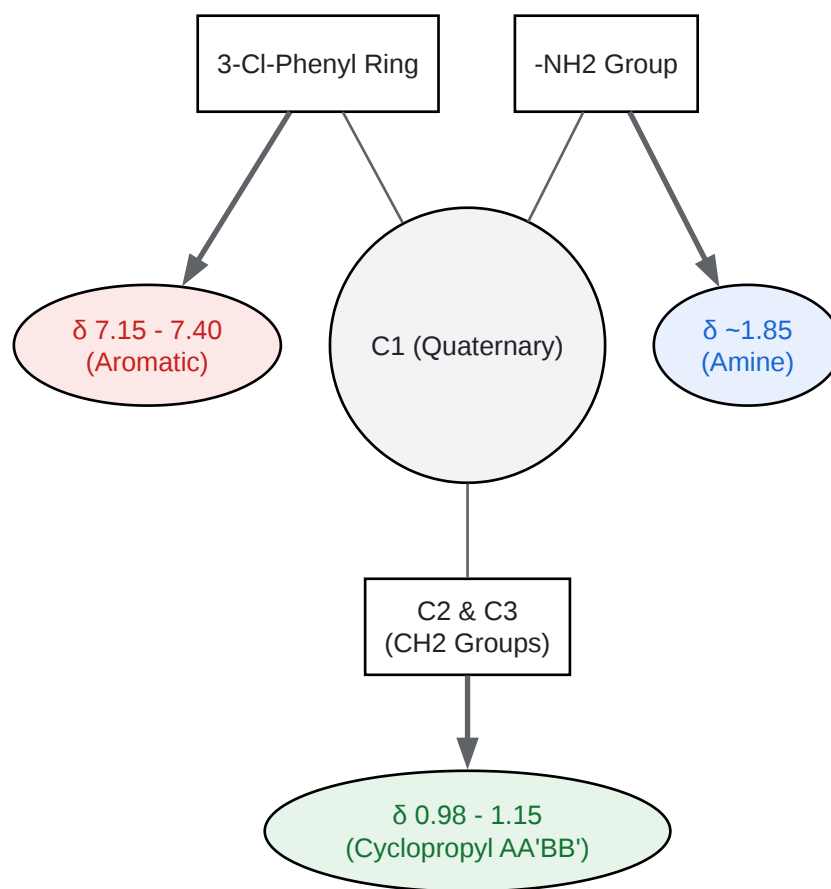 3-Cl-Phenyl Ring
-NH2 Group
δ 7.15 - 7.40
(Aromatic)
C1 (Quaternary)
δ ~1.85
(Amine)
C2 & C3
(CH2 Groups)
δ 0.98 - 1.15
(Cyclopropyl AA'BB')